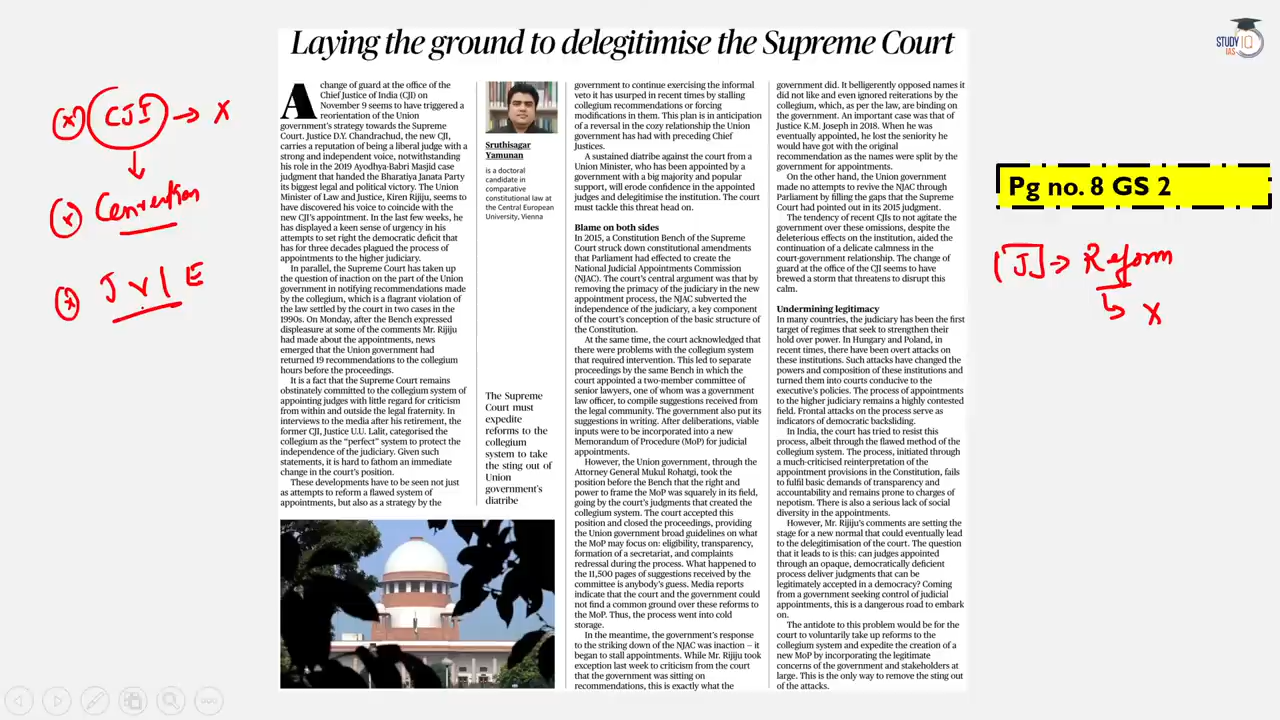 Laying the ground to delegitimise the Supreme Court
STUDY IQ
IAS
CJI → X
J v/ E
Pg no. 8 GS 2
[J] → Reform
↳ X
A change of guard at the office of the
Chief Justice of India (CJI) on
November 9 seems to have triggered a
reorientation of the Union
government's strategy towards the Supreme
Court. Justice D.Y. Chandrachud, the new CJI,
carries a reputation of being a liberal judge with a
strong and independent voice, notwithstanding
his role in the 2019 Ayodhya-Babri Masjid case
judgment that handed the Bharatiya Janata Party
its biggest legal and political victory. The Union
Minister of Law and Justice, Kiren Rijiju, seems to
have discovered his voice to coincide with the
new CJI's appointment. In the last few weeks, he
has displayed a keen sense of urgency in his
attempts to set right the democratic deficit that
has for three decades plagued the process of
appointments to the higher judiciary.
In parallel, the Supreme Court has taken up
the question of inaction on the part of the Union
government in notifying recommendations made
by the collegium, which is a flagrant violation of
the law settled by the court in two cases in the
1990s. On Monday, after the Bench expressed
displeasure at some of the comments Mr. Rijiju
had made about the appointments, news
emerged that the Union government had
returned 19 recommendations to the collegium
hours before the proceedings.
It is a fact that the Supreme Court remains
obstinately committed to the collegium system of
appointing judges with little regard for criticism
from within and outside the legal fraternity. In
interviews to the media after his retirement, the
former CJI, Justice U.U. Lalit, categorised the
collegium as the "perfect" system to protect the
independence of the judiciary. Given such
statements, it is hard to fathom an immediate
change in the court's position.
These developments have to be seen not just
as attempts to reform a flawed system of
appointments, but also as a strategy by the
Sruthisagar
Yamunan
is a doctoral
candidate in
comparative
constitutional law at
the Central European
University, Vienna
The Supreme
Court must
expedite
reforms to the
collegium
system to take
the sting out of
Union
government's
diatribe
government to continue exercising the informal
veto it has usurped in recent times by stalling
collegium recommendations or forcing
modifications in them. This plan is in anticipation
of a reversal in the cozy relationship the Union
government has had with preceding Chief
Justices.
A sustained diatribe against the court from a
Union Minister, who has been appointed by a
government with a big majority and popular
support, will erode confidence in the appointed
judges and delegitimise the institution. The court
must tackle this threat head on.
Blame on both sides
In 2015, a Constitution Bench of the Supreme
Court struck down constitutional amendments
that Parliament had effected to create the
National Judicial Appointments Commission
(NJAC). The court's central argument was that by
removing the primacy of the judiciary in the new
appointment process, the NJAC subverted the
independence of the judiciary, a key component
of the court's conception of the basic structure of
the Constitution.
At the same time, the court acknowledged that
there were problems with the collegium system
that required intervention. This led to separate
proceedings by the same Bench in which the
court appointed a two-member committee of
senior lawyers, one of whom was a government
law officer, to compile suggestions received from
the legal community. The government also put its
suggestions in writing. After deliberations, viable
inputs were to be incorporated into a new
Memorandum of Procedure (MoP) for judicial
appointments.
However, the Union government, through the
Attorney General Mukul Rohatgi, took the
position before the Bench that the right and
power to frame the MoP was squarely in its field,
going by the court's judgments that created the
collegium system. The court accepted this
position and closed the proceedings, providing
the Union government broad guidelines on what
the MoP may focus on: eligibility, transparency,
formation of a secretariat, and complaints
redressal during the process. What happened to
the 11,500 pages of suggestions received by the
committee is anybody's guess. Media reports
indicate that the court and the government could
not find a common ground over these reforms to
the MoP. Thus, the process went into cold
storage.
In the meantime, the government's response
to the striking down of the NJAC was inaction – it
began to stall appointments. While Mr. Rijiju took
exception last week to criticism from the court
that the government was sitting on
recommendations, this is exactly what the
government did. It belligerently opposed names it
did not like and even ignored reiterations by the
collegium, which, as per the law, are binding on
the government. An important case was that of
Justice K.M. Joseph in 2018. When he was
eventually appointed, he lost the seniority he
would have got with the original
recommendation as the names were split by the
government for appointments.
On the other hand, the Union government
made no attempts to revive the NJAC through
Parliament by filling the gaps that the Supreme
Court had pointed out in its 2015 judgment.
The tendency of recent CJIs to not agitate the
government over these omissions, despite the
deleterious effects on the institution, aided the
continuation of a delicate calmness in the
court-government relationship. The change of
guard at the office of the CJI seems to have
brewed a storm that threatens to disrupt this
calm.
Undermining legitimacy
In many countries, the judiciary has been the first
target of regimes that seek to strengthen their
hold over power. In Hungary and Poland, in
recent times, there have been overt attacks on
these institutions. Such attacks have changed the
powers and composition of these institutions and
turned them into courts conducive to the
executive's policies. The process of appointments
to the higher judiciary remains a highly contested
field. Frontal attacks on the process serve as
indicators of democratic backsliding.
In India, the court has tried to resist this
process, albeit through the flawed method of the
collegium system. The process, initiated through
a much-criticised reinterpretation of the
appointment provisions in the Constitution, fails
to fulfil basic demands of transparency and
accountability and remains prone to charges of
nepotism. There is also a serious lack of social
diversity in the appointments.
However, Mr. Rijiju's comments are setting the
stage for a new normal that could eventually lead
to the delegitimisation of the court. The question
that it leads to is this: can judges appointed
through an opaque, democratically deficient
process deliver judgments that can be
legitimately accepted in a democracy? Coming
from a government seeking control of judicial
appointments, this is a dangerous road to embark
on.
The antidote to this problem would be for the
court to voluntarily take up reforms to the
collegium system and expedite the creation of a
new MoP by incorporating the legitimate
concerns of the government and stakeholders at
large. This is the only way to remove the sting out
of the attacks.